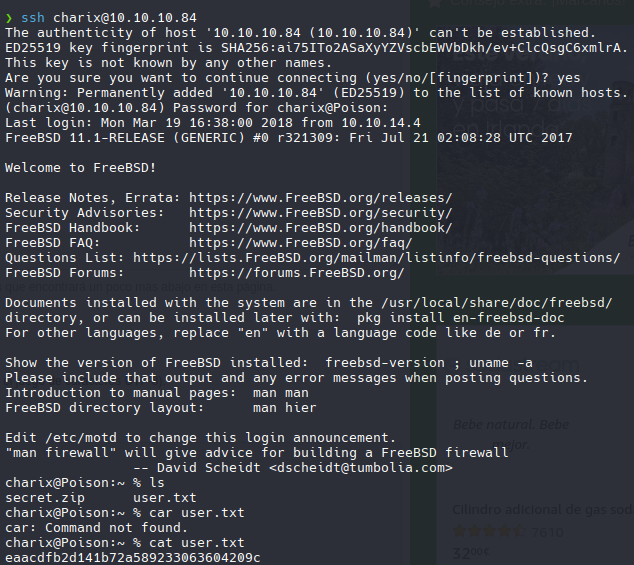 ❯ ssh charix@10.10.10.84
The authenticity of host '10.10.10.84 (10.10.10.84)' can't be established.
ED25519 key fingerprint is SHA256:ai75ITo2ASaXyYZVscbEWVbDkh/ev+ClcQsgC6xmlrA.
This key is not known by any other names.
Are you sure you want to continue connecting (yes/no/[fingerprint])? yes
Warning: Permanently added '10.10.10.84' (ED25519) to the list of known hosts.
(charix@10.10.10.84) Password for charix@Poison:
Last login: Mon Mar 19 16:38:00 2018 from 10.10.14.4
FreeBSD 11.1-RELEASE (GENERIC) #0 r321309: Fri Jul 21 02:08:28 UTC 2017
Welcome to FreeBSD!
Release Notes, Errata: https://www.FreeBSD.org/releases/
Security Advisories:   https://www.FreeBSD.org/security/
FreeBSD Handbook:      https://www.FreeBSD.org/handbook/
FreeBSD FAQ:           https://www.FreeBSD.org/faq/
Questions List: https://lists.FreeBSD.org/mailman/listinfo/freebsd-questions/
FreeBSD Forums:        https://forums.FreeBSD.org/
Documents installed with the system are in the /usr/local/share/doc/freebsd/
directory, or can be installed later with:  pkg install en-freebsd-doc
For other languages, replace "en" with a language code like de or fr.
Show the version of FreeBSD installed:  freebsd-version ; uname -a
Please include that output and any error messages when posting questions.
Introduction to manual pages:  man man
FreeBSD directory layout:      man hier
Edit /etc/motd to change this login announcement.
"man firewall" will give advice for building a FreeBSD firewall
-- David Scheidt <dscheidt@tumbolia.com>
charix@Poison:~ % ls
secret.zip      user.txt
charix@Poison:~ % car user.txt
car: Command not found.
charix@Poison:~ % cat user.txt
eaacdfb2d141b72a589233063604209c
Bebe natural. Bebe
mejor.
Cilindro adicional de gas sod
7610
32